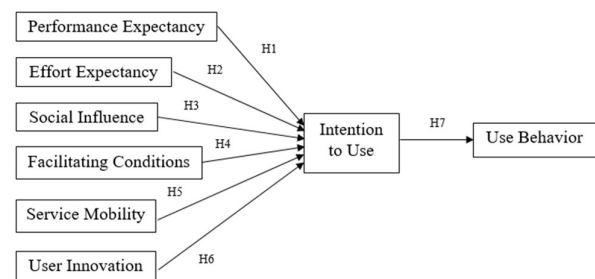 Performance Expectancy
H1
Effort Expectancy
H2
Social Influence
H3
Facilitating Conditions
H4
Intention
to Use
H7
Use Behavior
Service Mobility
H5
User Innovation
H6